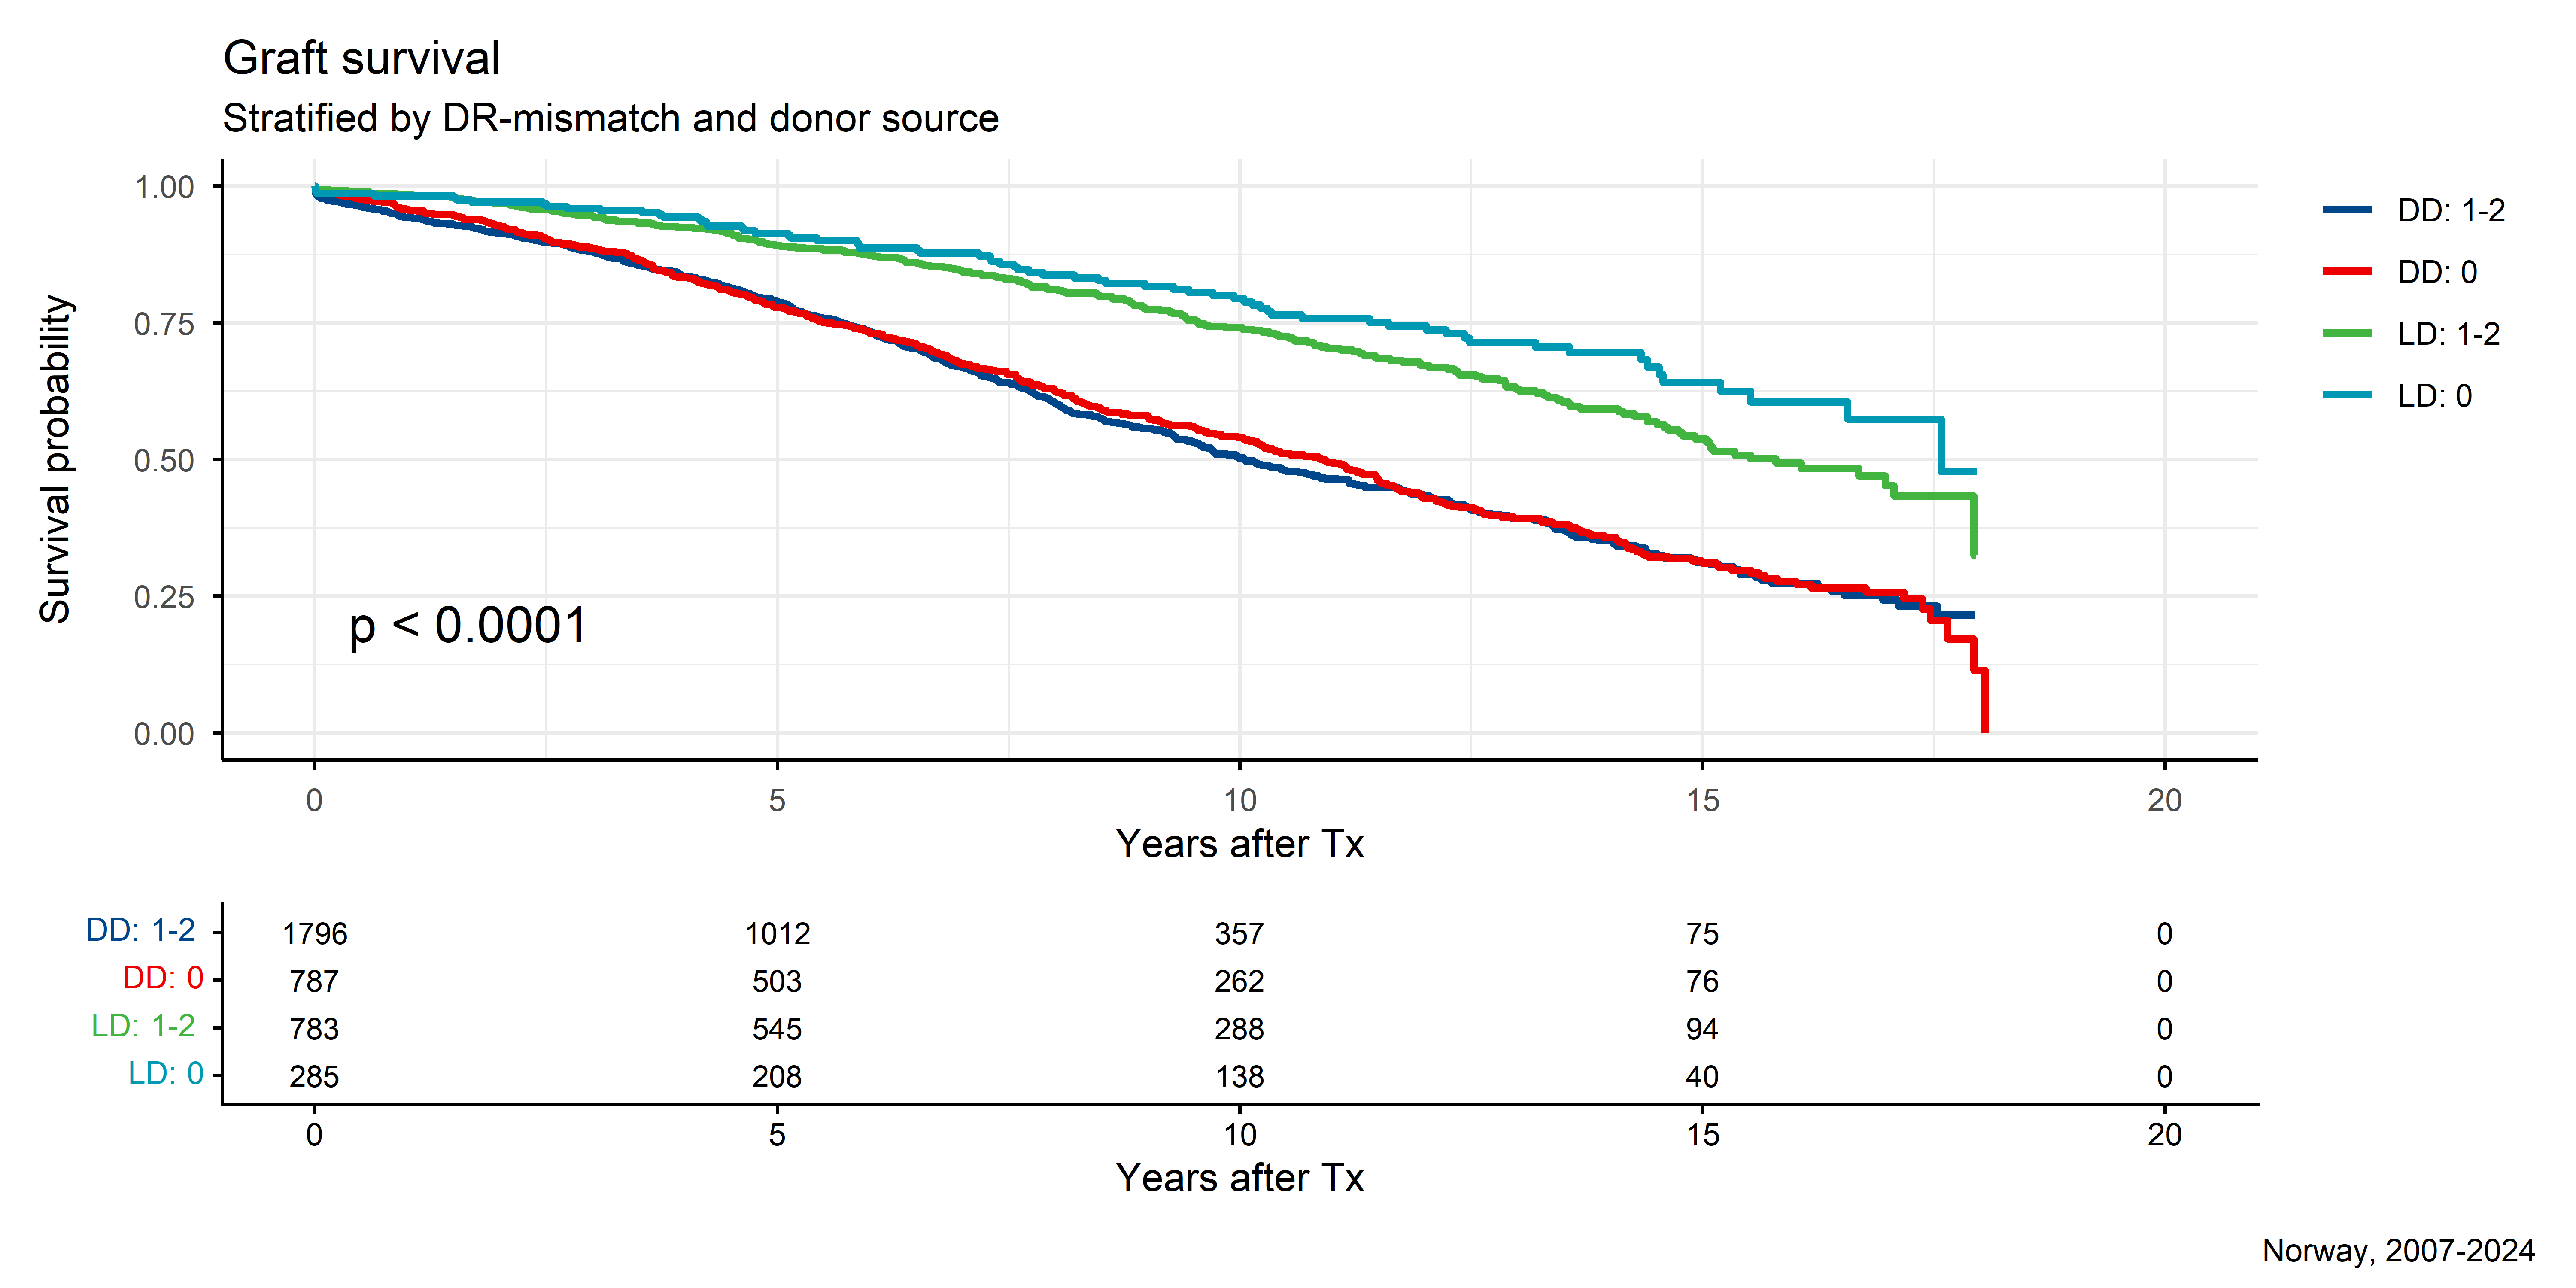 Graft survival
Stratified by DR-mismatch and donor source
Survival probability
1.00
0.75
0.50
0.25
0.00
p < 0.0001
0 5 10 15 20
Years after Tx
DD: 1-2
DD: 0
LD: 1-2
LD: 0
DD: 1-2 1796 1012 357 75 0
DD: 0 787 503 262 76 0
LD: 1-2 783 545 288 94 0
LD: 0 285 208 138 40 0
0 5 10 15 20
Years after Tx
Norway, 2007-2024